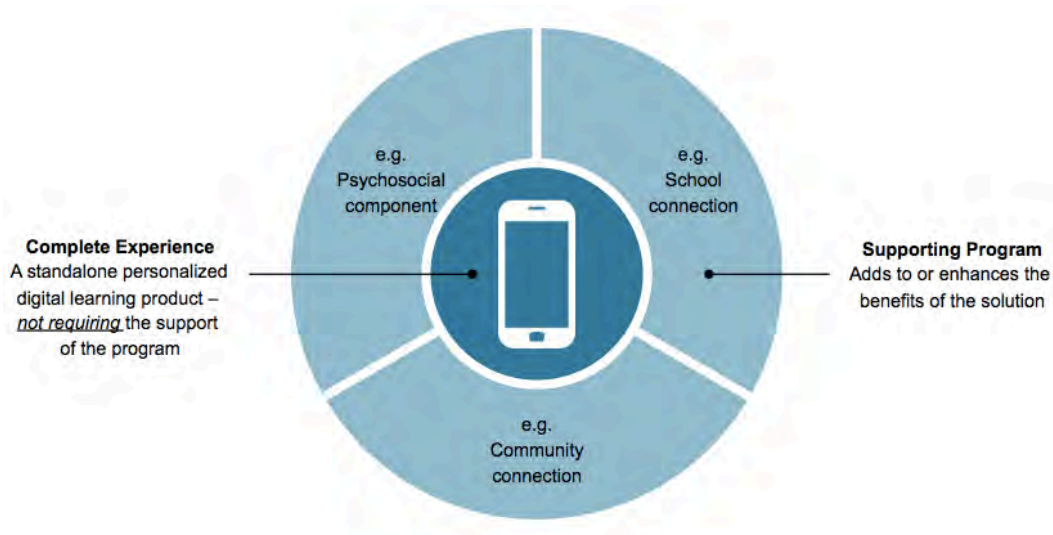 e.g.
Psychosocial
component
e.g.
School
connection
Complete Experience
A standalone personalized
digital learning product –
not requiring the support
of the program
Supporting Program
Adds to or enhances the
benefits of the solution
e.g.
Community
connection